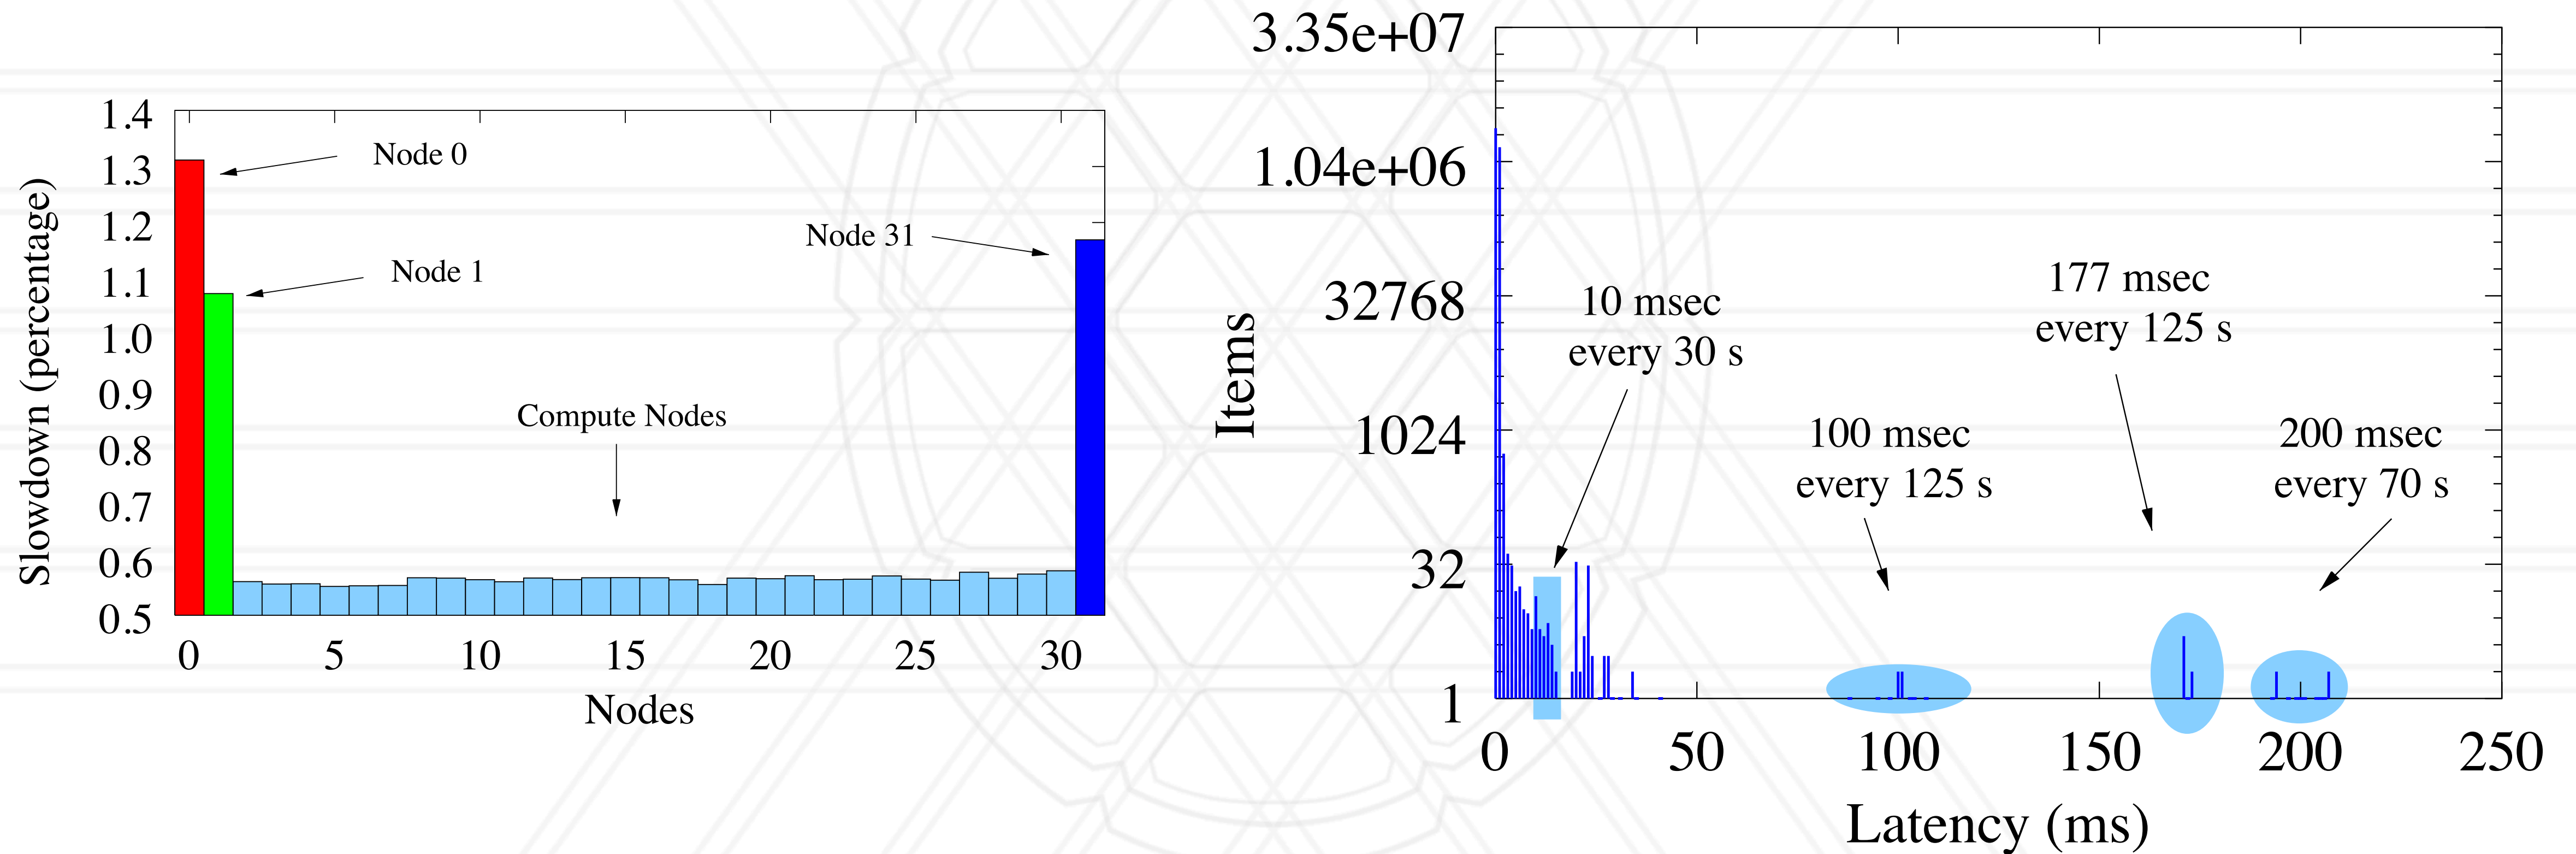 1.4
1.3
1.2
1.1
1.0
0.9
0.8
0.7
0.6
0.5
Slowdown (percentage)
Node 0
Node 1
Node 31
Compute Nodes
0 5 10 15 20 25 30
Nodes
3.35e+07
1.04e+06
32768
1024
32
1
Items
10 msec
every 30 s
100 msec
every 125 s
177 msec
every 125 s
200 msec
every 70 s
0 50 100 150 200 250
Latency (ms)